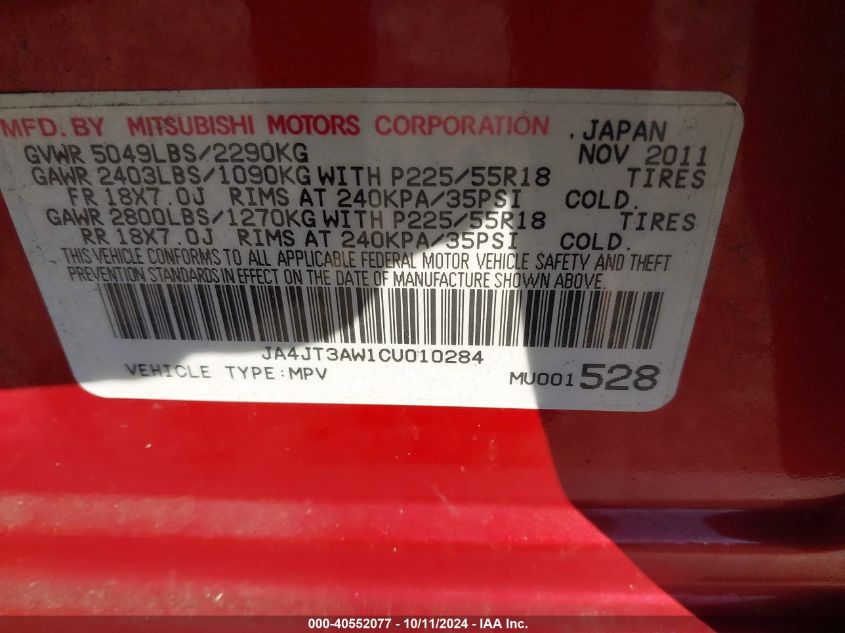 MFD. BY MITSUBISHI MOTORS CORPORATION . JAPAN
GVWR 5049LBS/2290KG NOV 2011
GAWR 2403LBS/1090KG WITH P225/55R18 TIRES
FR 18X7.0J RIMS AT 240KPA/35PSI COLD.
GAWR 2800LBS/1270KG WITH P225/55R18 TIRES
RR 18X7.0J RIMS AT 240KPA/35PSI COLD.
THIS VEHICLE CONFORMS TO ALL APPLICABLE FEDERAL MOTOR VEHICLE SAFETY AND THEFT
PREVENTION STANDARDS IN EFFECT ON THE DATE OF MANUFACTURE SHOWN ABOVE.
JA4JT3AW1CU010284
VEHICLE TYPE:MPV MU001528
000-40552077 - 10/11/2024 - IAA Inc.